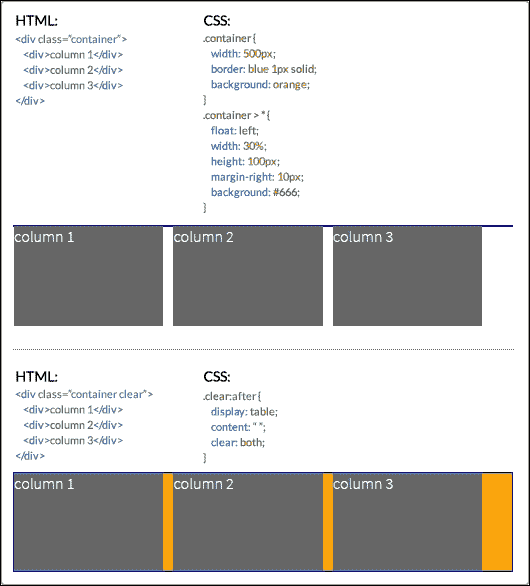 HTML:
<div class="container">
<div>column 1</div>
<div>column 2</div>
<div>column 3</div>
</div>
CSS:
.container {
width: 500px;
border: blue 1px solid;
background: orange;
}
.container > * {
float: left;
width: 30%;
height: 100px;
margin-right: 10px;
background: #666;
}
column 1
column 2
column 3
HTML:
<div class="container clear">
<div>column 1</div>
<div>column 2</div>
<div>column 3</div>
</div>
CSS:
.clear:after {
display: table;
content: " ";
clear: both;
}
column 1
column 2
column 3